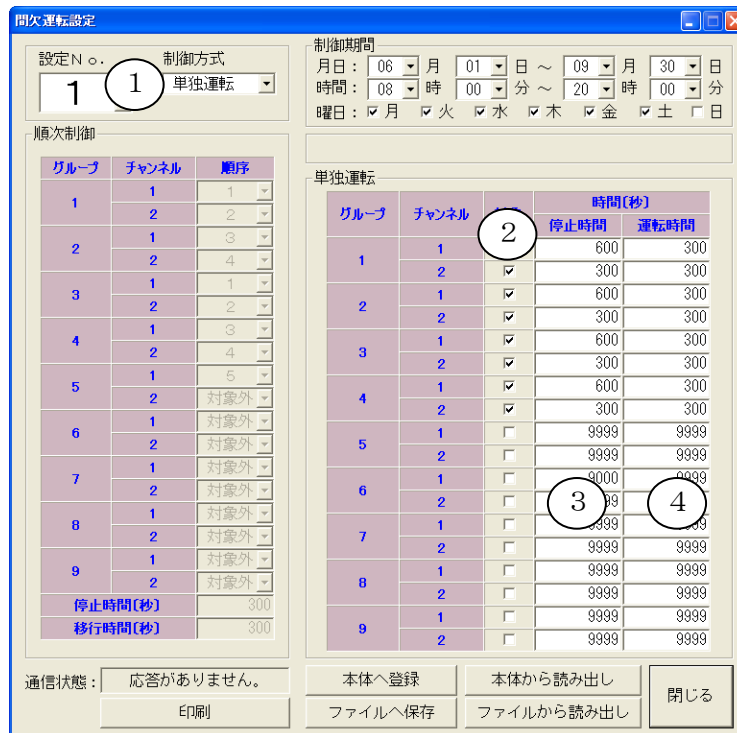 間欠運転設定
設定No.
制御方式
1
①
単独運転
制御期間
月日： 06 月 01 日 ～ 09 月 30 日
時間： 08 時 00 分 ～ 20 時 00 分
曜日： 月 火 水 木 金 土 日
順次制御
グループ チャンネル 順序
1 1 1
2 2
2 1 3
2 4
3 1 1
2 2
4 1 3
2 4
5 1 5
2 対象外
6 1 対象外
2 対象外
7 1 対象外
2 対象外
8 1 対象外
2 対象外
9 1 対象外
2 対象外
停止時間(秒) 300
移行時間(秒) 300
単独運転
グループ チャンネル ② 時間(秒)
停止時間 運転時間
1 1 600 300
2 300 300
2 1 600 300
2 300 300
3 1 600 300
2 300 300
4 1 600 300
2 300 300
5 1 9999 9999
2 9999 9999
6 1 9000 9999
2 ③ ④
7 1 9999
2 9999 9999
8 1 9999 9999
2 9999 9999
9 1 9999 9999
2 9999 9999
通信状態： 応答がありません。
印刷
本体へ登録
本体から読み出し
ファイルへ保存
ファイルから読み出し
閉じる